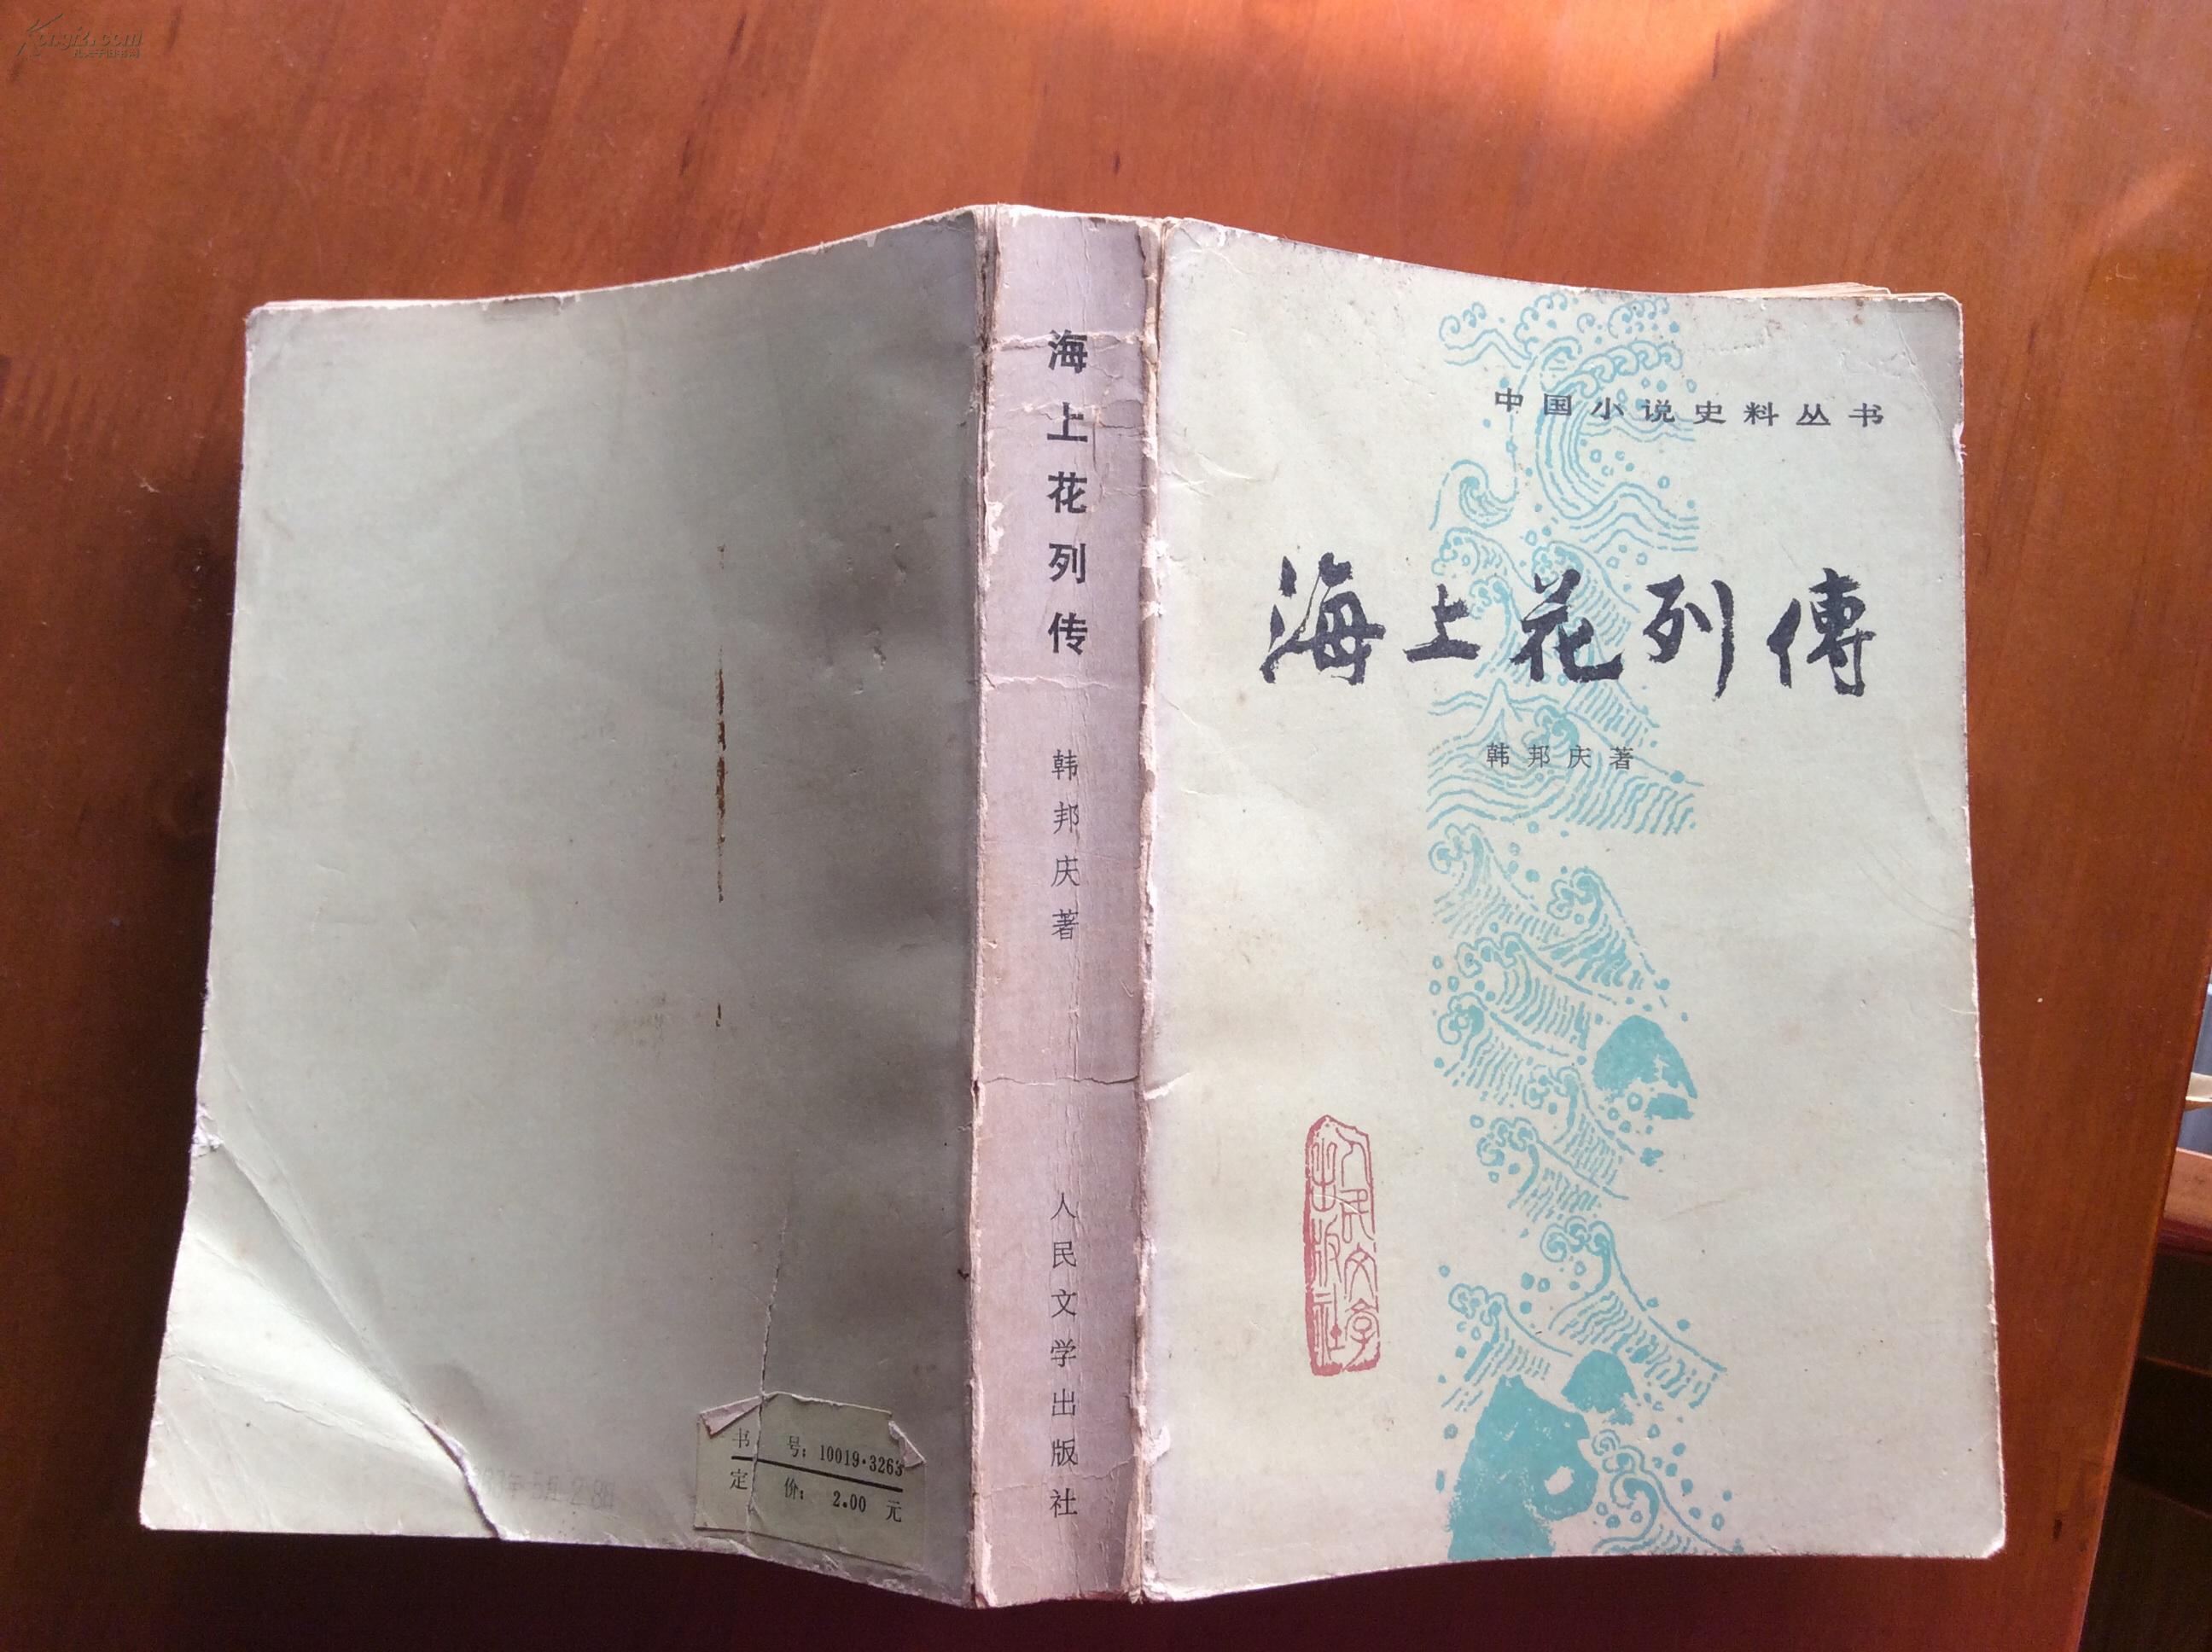 中国小说史料丛书
海上花列傳
韩邦庆著
人民文学
出版社
海上花列传
韩邦庆著
人民文学出版社
书 号：10019·3263
定 价： 2.00 元
Kongfz.com